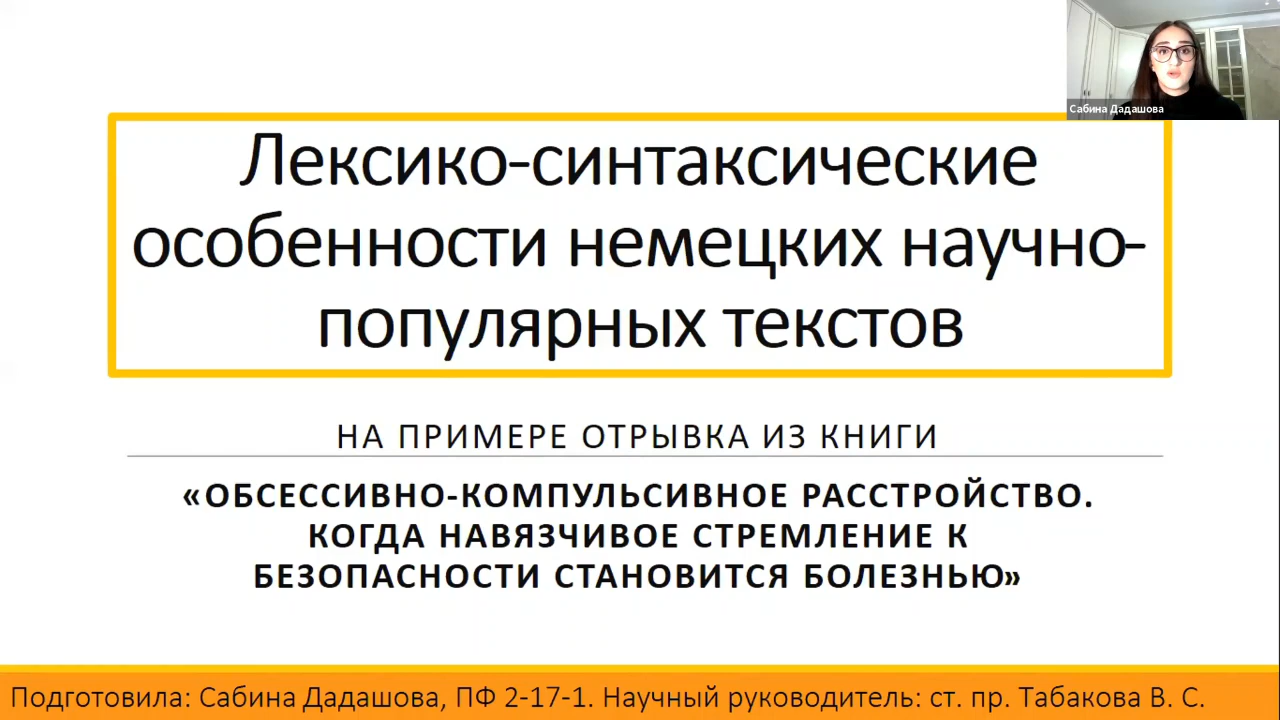 Сабина Дадашова
Лексико-синтаксические
особенности немецких научно-
популярных текстов
НА ПРИМЕРЕ ОТРЫВКА ИЗ КНИГИ
«ОБСЕССИВНО-КОМПУЛЬСИВНОЕ РАССТРОЙСТВО.
КОГДА НАВЯЗЧИВОЕ СТРЕМЛЕНИЕ К
БЕЗОПАСНОСТИ СТАНОВИТСЯ БОЛЕЗНЬЮ»
Подготовила: Сабина Дадашова, ПФ 2-17-1. Научный руководитель: ст. пр. Табакова В. С.